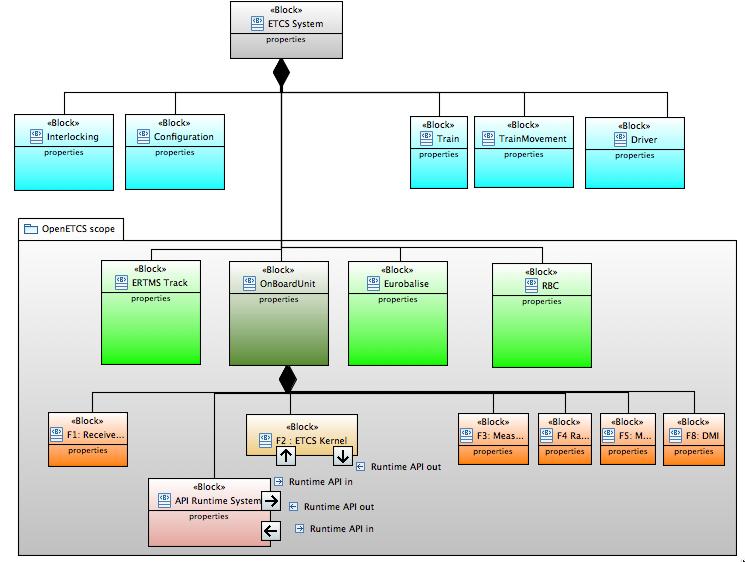 «Block»
ETCS System
properties
«Block»
Interlocking
properties
«Block»
Configuration
properties
«Block»
Train
properties
«Block»
TrainMovement
properties
«Block»
Driver
properties
OpenETCS scope
«Block»
ERTMS Track
properties
«Block»
OnBoardUnit
properties
«Block»
Eurobalise
properties
«Block»
RBC
properties
«Block»
F1: Receive...
properties
«Block»
F2 : ETCS Kernel
«Block»
F3: Meas...
properties
«Block»
F4 Ra...
properties
«Block»
F5: M...
properties
«Block»
F8: DMI
properties
Runtime API out
Runtime API in
«Block»
API Runtime System
properties
Runtime API out
Runtime API in